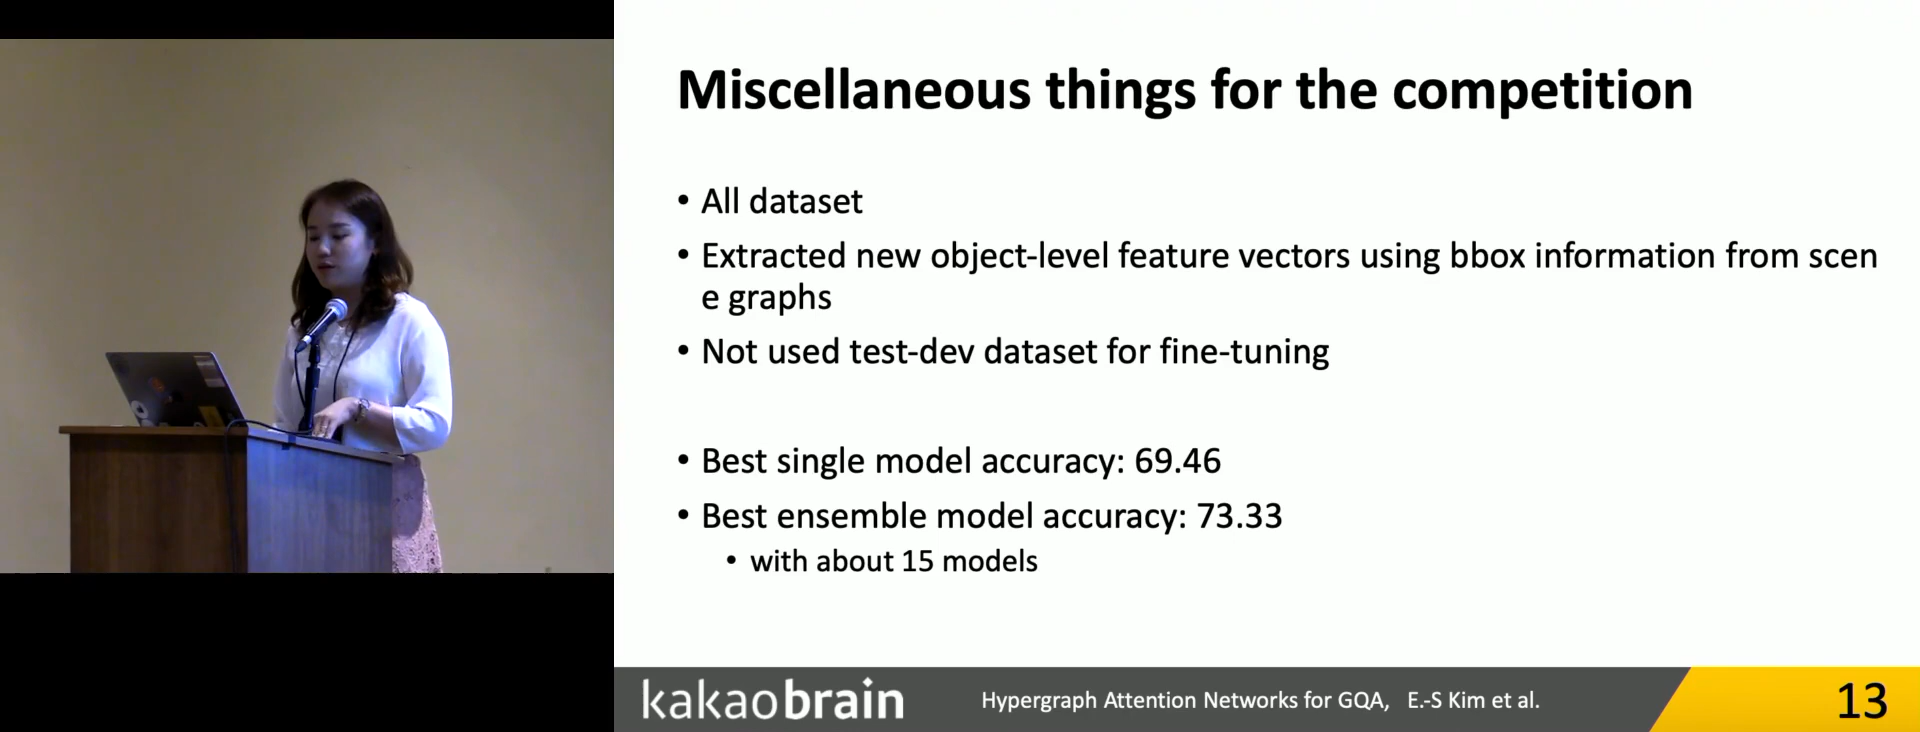 Miscellaneous things for the competition
• All dataset
• Extracted new object-level feature vectors using bbox information from scen
e graphs
• Not used test-dev dataset for fine-tuning
• Best single model accuracy: 69.46
• Best ensemble model accuracy: 73.33
• with about 15 models
kakaobrain
Hypergraph Attention Networks for GQA, E.-S Kim et al.
13